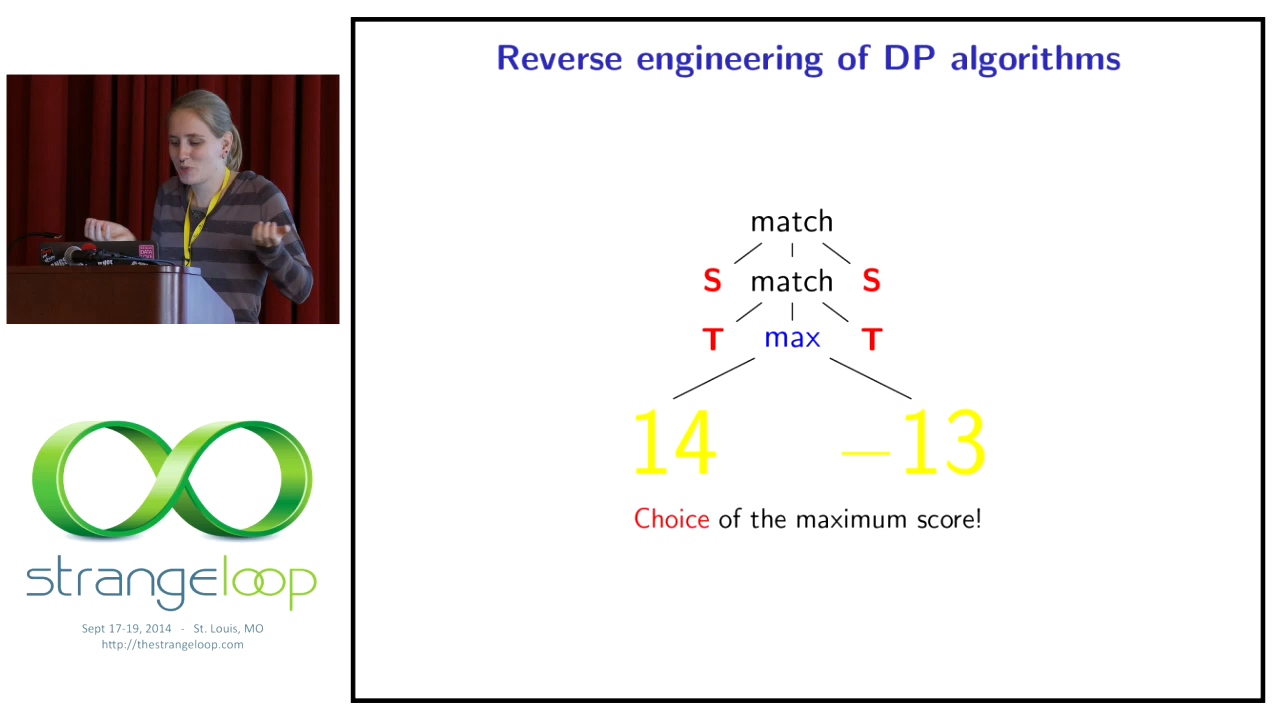 Reverse engineering of DP algorithms
match
S match S
T max T
14 −13
Choice of the maximum score!
strangeloop
Sept 17-19, 2014 - St. Louis, MO
http://thestrangeloop.com